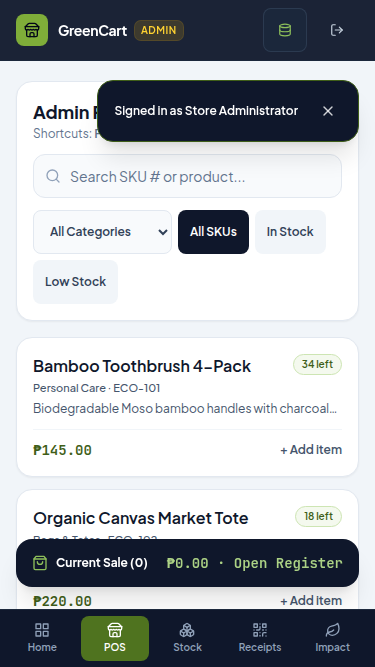 GreenCart ADMIN
Signed in as Store Administrator
Admin
Shortcuts:
Search SKU # or product...
All Categories All SKUs In Stock
Low Stock
Bamboo Toothbrush 4-Pack 34 left
Personal Care · ECO-101
Biodegradable Moso bamboo handles with charcoal...
₱145.00 + Add Item
Organic Canvas Market Tote 18 left
Current Sale (0) ₱0.00 · Open Register
₱220.00 + Add Item
Home POS Stock Receipts Impact